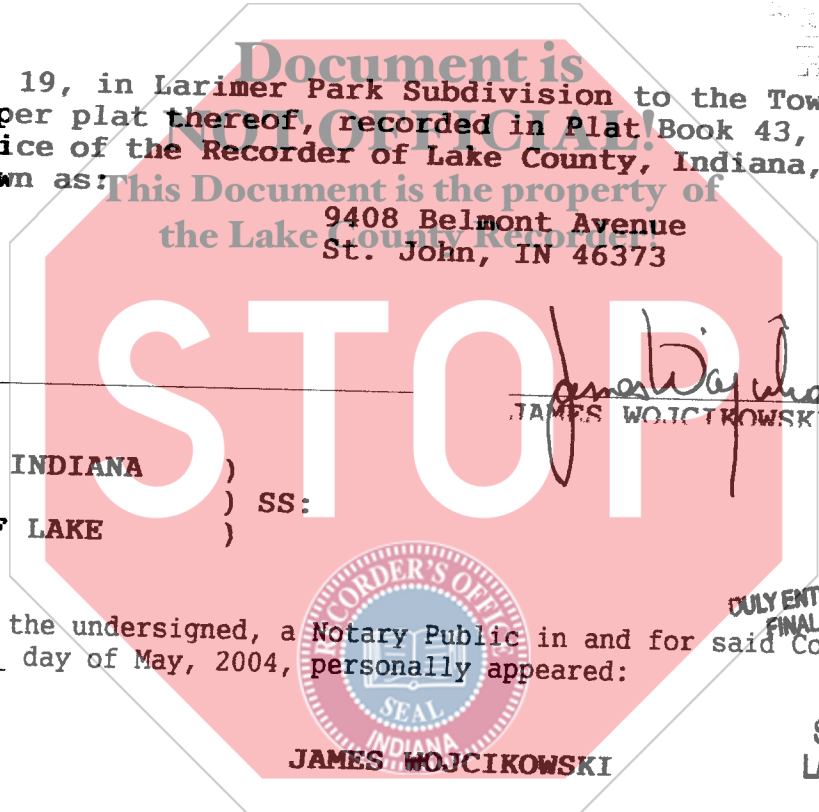 Document is
19, in Larimer Park Subdivision to the Tow
per plat thereof, recorded in Plat Book 43,
NOT OFFICIAL!
ice of the Recorder of Lake County, Indiana,
wn as:
This Document is the property of
9408 Belmont Avenue
the Lake County Recorder!
St. John, IN 46373
STOP
James Wojcikowski
JAMES WOJCIKOWSKI
INDIANA )
) SS:
F LAKE )
RECORDER'S OFFICE
DULY ENT
FINAL
the undersigned, a Notary Public in and for said Co
day of May, 2004, personally appeared:
SEAL
INDIANA
S
LA
JAMES WOJCIKOWSKI